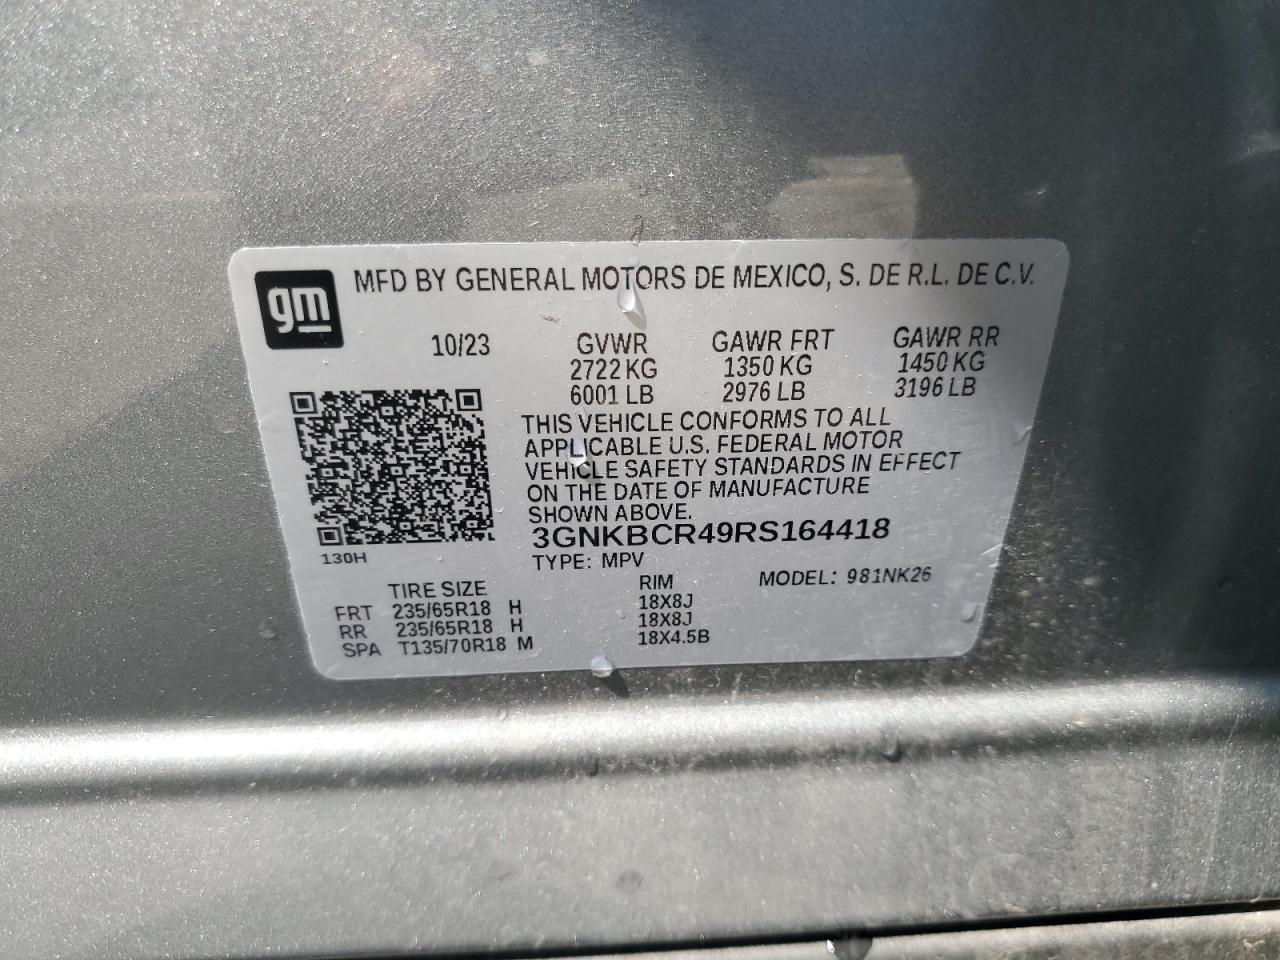 gm
MFD BY GENERAL MOTORS DE MEXICO, S. DE R.L. DE C.V.
10/23 GVWR GAWR FRT GAWR RR
2722 KG 1350 KG 1450 KG
6001 LB 2976 LB 3196 LB
THIS VEHICLE CONFORMS TO ALL
APPLICABLE U.S. FEDERAL MOTOR
VEHICLE SAFETY STANDARDS IN EFFECT
ON THE DATE OF MANUFACTURE
SHOWN ABOVE.
3GNKBCR49RS164418
130H
TYPE: MPV
MODEL: 981NK26
TIRE SIZE RIM
FRT 235/65R18 H 18X8J
RR 235/65R18 H 18X8J
SPA T135/70R18 M 18X4.5B